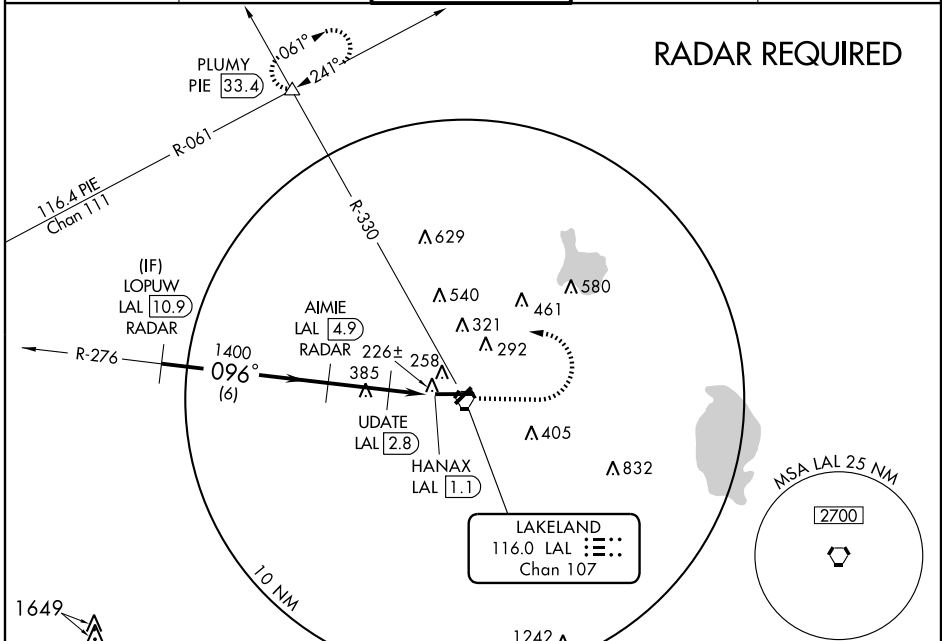 RADAR REQUIRED
061°
241°
PLUMY
PIE 33.4
R-061
116.4 PIE
Chan 111
R-330
629
(IF)
LOPUW
LAL 10.9
RADAR
540
461
580
AIMIE
LAL 4.9
RADAR
321
292
R-276
1400
096°
(6)
226±
258
385
UDATE
LAL 2.8
405
HANAX
LAL 1.1
832
MSA LAL 25 NM
2700
LAKELAND
116.0 LAL
Chan 107
10 NM
1649
1242